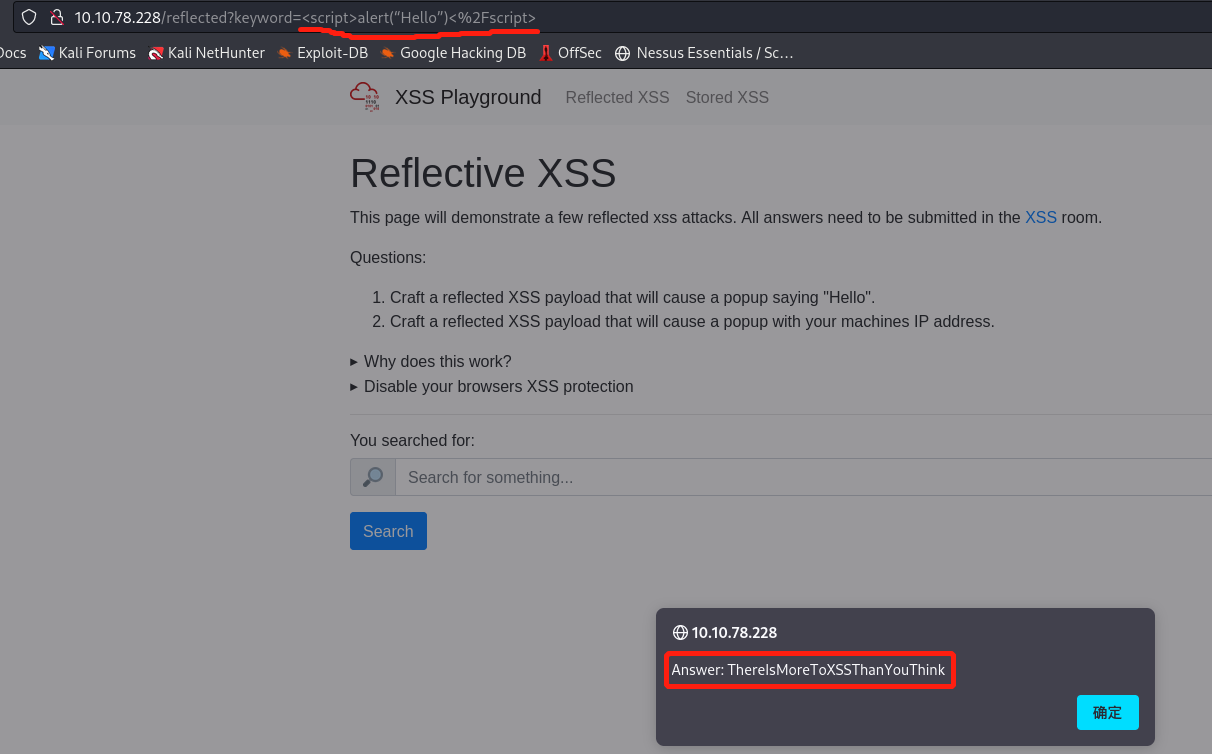 10.10.78.228/reflected?keyword=<script>alert(“Hello”)<%2Fscript>
Docs Kali Forums Kali NetHunter Exploit-DB Google Hacking DB OffSec Nessus Essentials / Sc…
XSS Playground Reflected XSS Stored XSS
Reflective XSS
This page will demonstrate a few reflected xss attacks. All answers need to be submitted in the XSS room.
Questions:
1. Craft a reflected XSS payload that will cause a popup saying "Hello".
2. Craft a reflected XSS payload that will cause a popup with your machines IP address.
▸ Why does this work?
▸ Disable your browsers XSS protection
You searched for:
Search for something...
Search
10.10.78.228
Answer: ThereIsMoreToXSSThanYouThink
确定